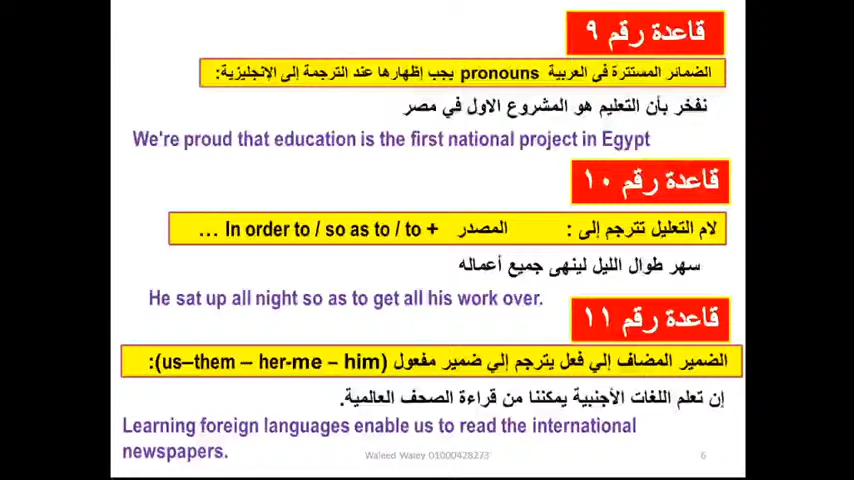 قاعدة رقم ٩
الضمائر المستترة في العربية pronouns يجب إظهارها عند الترجمة إلى الإنجليزية:
نفخر بأن التعليم هو المشروع الاول في مصر
We're proud that education is the first national project in Egypt
قاعدة رقم ١٠
لام التعليل تترجم إلى : المصدر In order to / so as to / to + …
سهر طوال الليل لينهى جميع أعماله
He sat up all night so as to get all his work over.
قاعدة رقم ١١
الضمير المضاف إلي فعل يترجم إلي ضمير مفعول (us–them – her-me – him):
إن تعلم اللغات الأجنبية يمكننا من قراءة الصحف العالمية.
Learning foreign languages enable us to read the international
newspapers.
Waleed Waley 01000428273
6